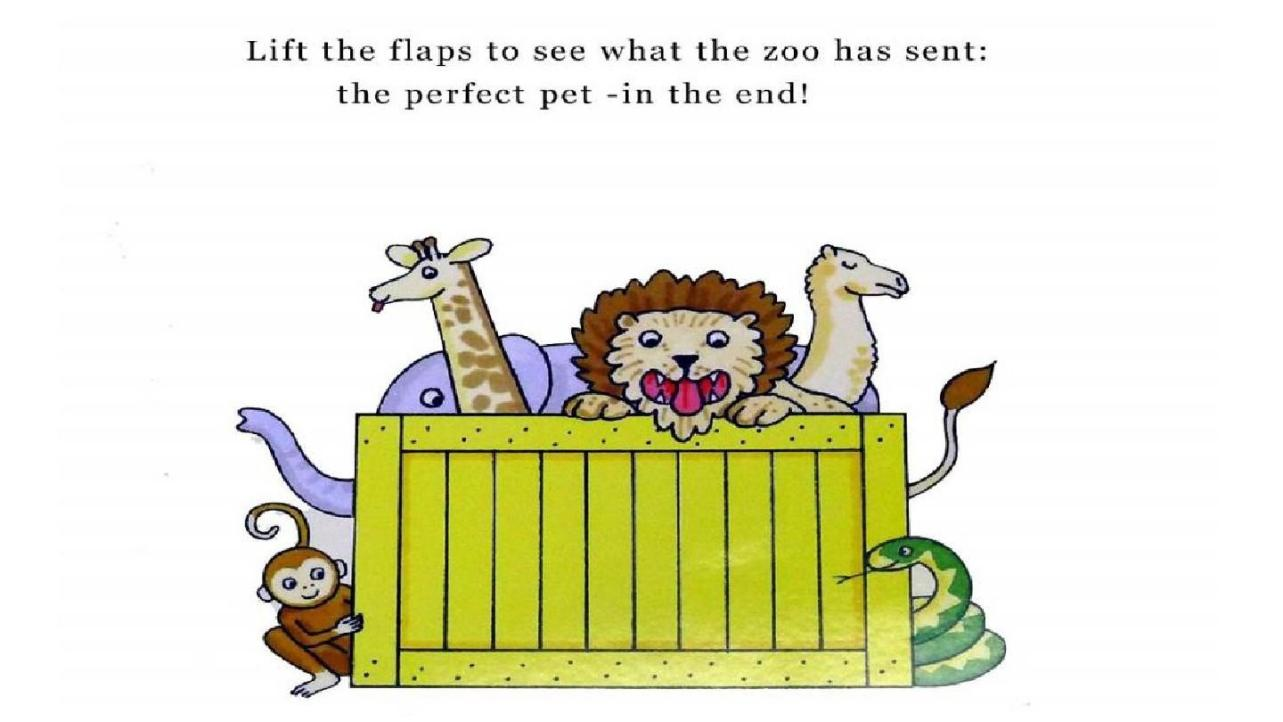 Lift the flaps to see what the zoo has sent:
the perfect pet -in the end!